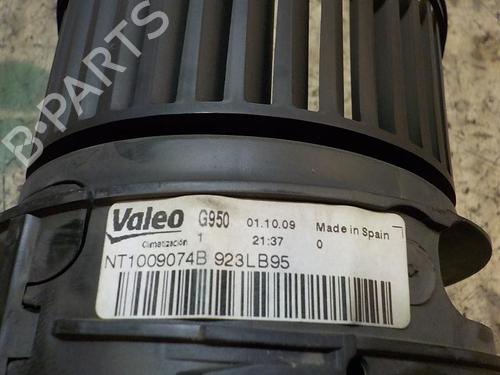 B-PARTS
Valeo G950 01.10.09 Made in Spain
Climatización 1 21:37 0
NT1009074B 923LB95